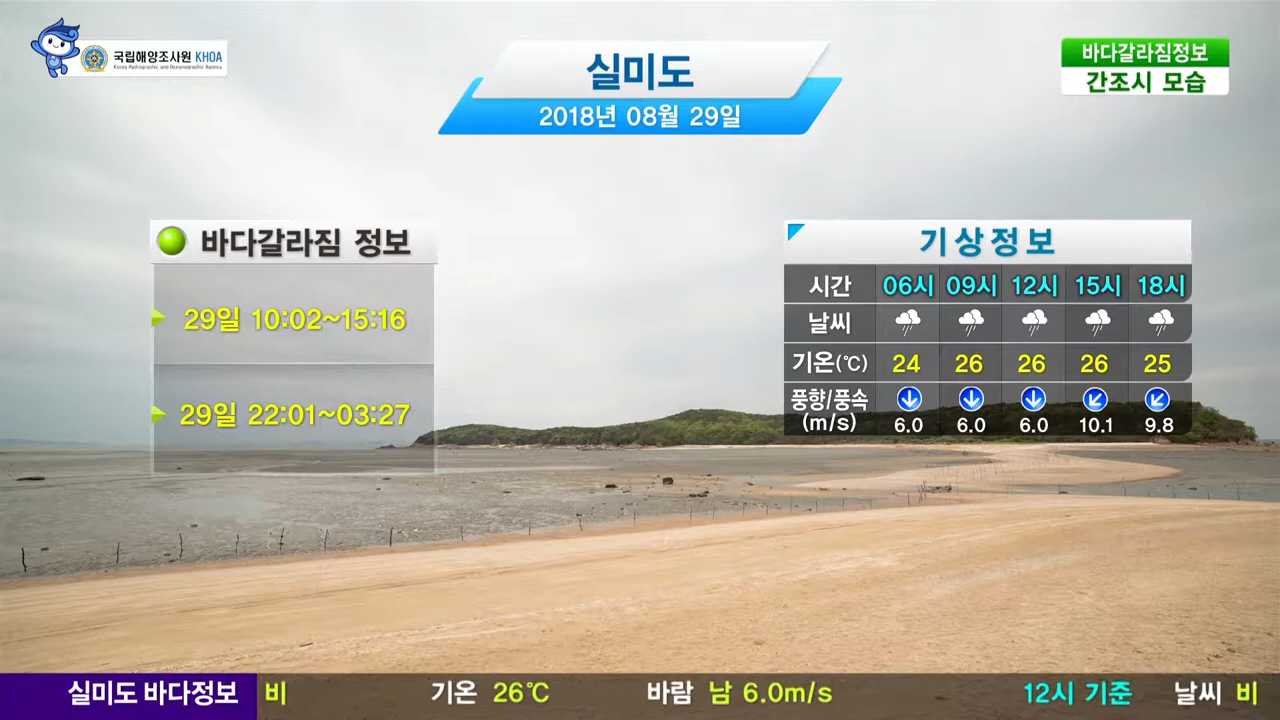 국립해양조사원 KHOA
Korea Hydrographic and Oceanographic Agency
실미도
2018년 08월 29일
바다갈라짐정보
간조시 모습
바다갈라짐 정보
29일 10:02~15:16
29일 22:01~03:27
기상정보
시간 06시 09시 12시 15시 18시
날씨
기온(℃) 24 26 26 26 25
풍향/풍속
(m/s) 6.0 6.0 6.0 10.1 9.8
실미도 바다정보 비 기온 26℃ 바람 남 6.0m/s 12시 기준 날씨 비